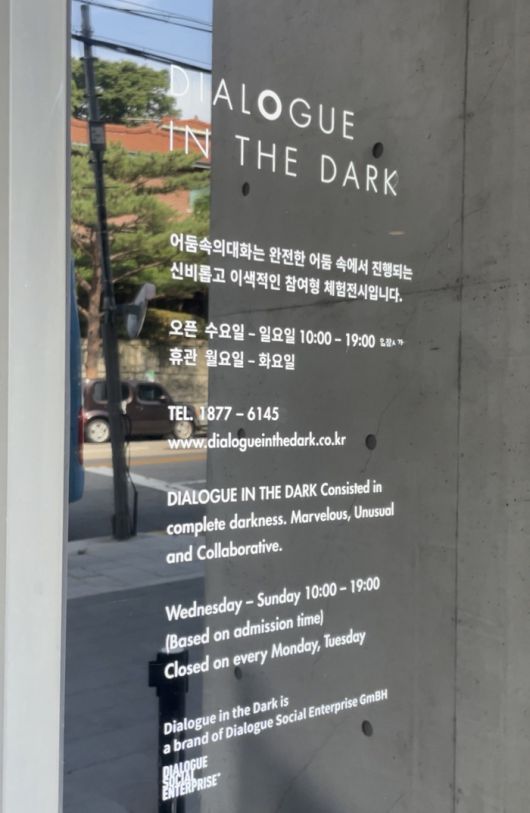 DIALOGUE
IN THE DARK
어둠속의대화는 완전한 어둠 속에서 진행되는
신비롭고 이색적인 참여형 체험전시입니다.
오픈 수요일 – 일요일 10:00 – 19:00
휴관 월요일 – 화요일
TEL. 1877 – 6145
www.dialogueinthedark.co.kr
DIALOGUE IN THE DARK Consisted in
complete darkness. Marvelous, Unusual
and Collaborative.
Wednesday – Sunday 10:00 – 19:00
(Based on admission time)
Closed on every Monday, Tuesday
Dialogue in the Dark is
a brand of Dialogue Social Enterprise GmBH
DIALOGUE
SOCIAL
ENTERPRISE